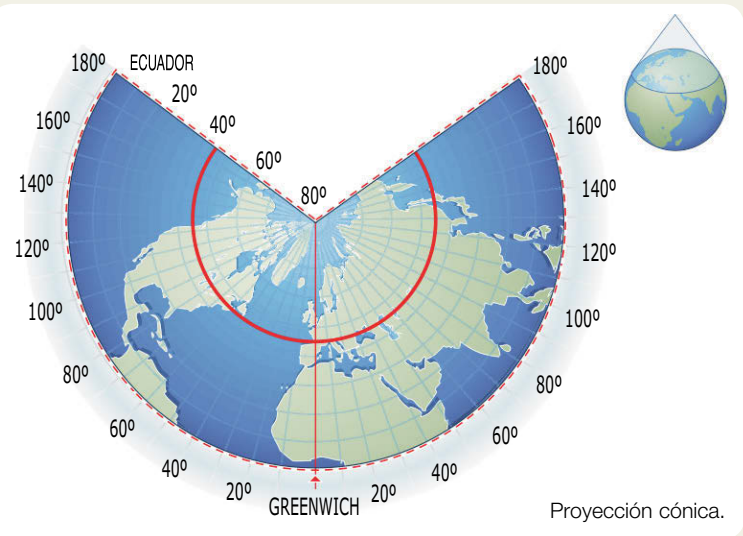 180º
ECUADOR
20º
40º
60º
80º
180º
160º
140º
120º
100º
80º
60º
40º
20º
GREENWICH
20º
40º
60º
80º
100º
120º
140º
160º
Proyección cónica.